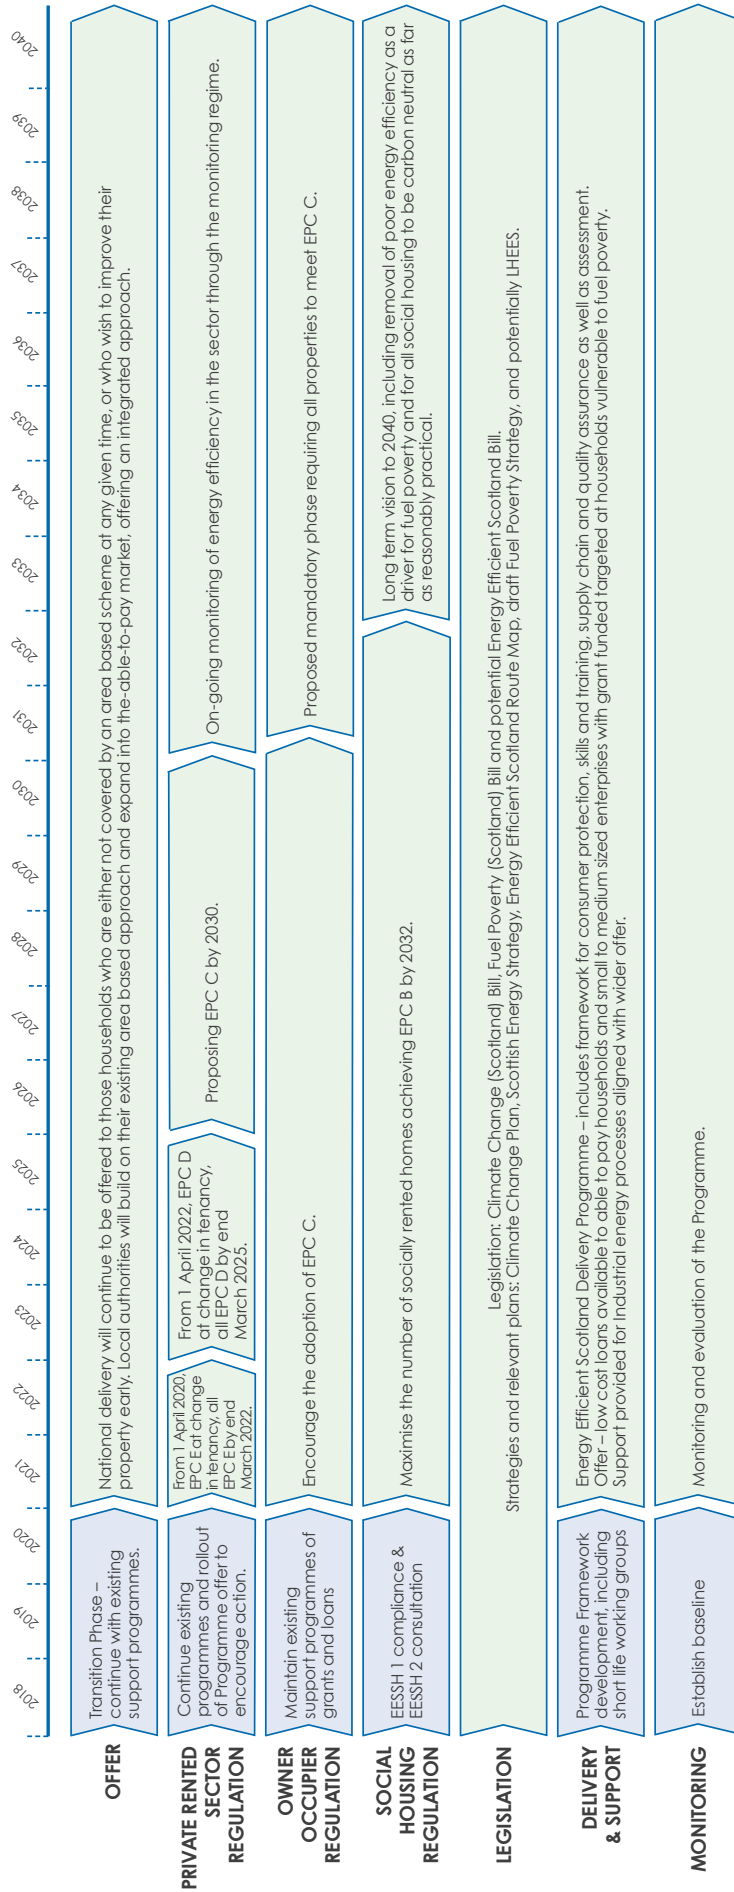 2018 2019 2020 2021 2022 2023 2024 2025 2026 2027 2028 2029 2030 2031 2032 2033 2034 2035 2036 2037 2038 2039 2040
OFFER
Transition Phase –
continue with existing
support programmes.
National delivery will continue to be offered to those households who are either not covered by an area based scheme at any given time, or who wish to improve their
property early. Local authorities will build on their existing area based approach and expand into the-able-to-pay market, offering an integrated approach.
PRIVATE RENTED
SECTOR
REGULATION
Continue existing
programmes and rollout
of Programme offer to
encourage action.
From 1 April 2020,
EPC E at change
in tenancy, all
EPC E by end
March 2022.
From 1 April 2022, EPC D
at change in tenancy,
all EPC D by end
March 2025.
Proposing EPC C by 2030.
On-going monitoring of energy efficiency in the sector through the monitoring regime.
OWNER
OCCUPIER
REGULATION
Maintain existing
support programmes of
grants and loans
Encourage the adoption of EPC C.
Proposed mandatory phase requiring all properties to meet EPC C.
SOCIAL
HOUSING
REGULATION
EESSH 1 compliance &
EESSH 2 consultation
Maximise the number of socially rented homes achieving EPC B by 2032.
Long term vision to 2040, including removal of poor energy efficiency as a
driver for fuel poverty and for all social housing to be carbon neutral as far
as reasonably practical.
LEGISLATION
Legislation: Climate Change (Scotland) Bill, Fuel Poverty (Scotland) Bill and potential Energy Efficient Scotland Bill.
Strategies and relevant plans: Climate Change Plan, Scottish Energy Strategy, Energy Efficient Scotland Route Map, draft Fuel Poverty Strategy, and potentially LHEES.
DELIVERY
& SUPPORT
Programme Framework
development, including
short life working groups
Energy Efficient Scotland Delivery Programme – includes framework for consumer protection, skills and training, supply chain and quality assurance as well as assessment.
Offer – low cost loans available to able to pay households and small to medium sized enterprises with grant funded targeted at households vulnerable to fuel poverty.
Support provided for Industrial energy processes aligned with wider offer.
MONITORING
Establish baseline
Monitoring and evaluation of the Programme.